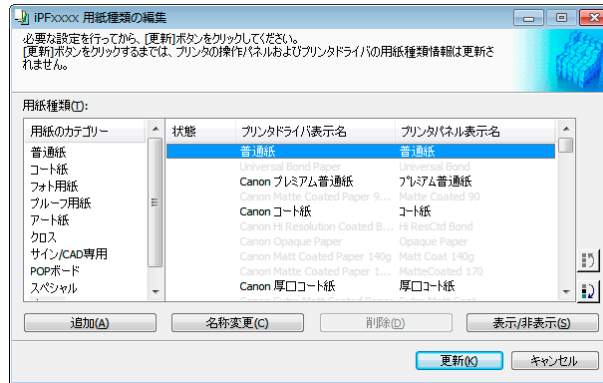 iPFxxxx 用紙種類の編集
必要な設定を行ってから、[更新]ボタンをクリックしてください。
[更新]ボタンをクリックするまでは、プリンタの操作パネルおよびプリンタドライバの用紙種類情報は更新さ
れません。
用紙種類(T):
用紙のカテゴリー 状態 プリンタドライバ表示名 プリンタパネル表示名
普通紙 普通紙 普通紙
Universal Bond Paper Universal Bond
コート紙 Canon プレミアム普通紙 プレミアム普通紙
フォト用紙 Canon Matte Coated Paper 9... Matte Coated 90
プルーフ用紙 Canon コート紙 コート紙
アート紙 Canon Hi Resolution Coated B... Hi ResCtd Bond
クロス Canon Opaque Paper Opaque Paper
サイン/CAD専用 Canon Matt Coated Paper 140g Matt Coat 140g
POPボード Canon Matte Coated Paper 1... MatteCoated 170
スペシャル Canon 厚口コート紙 厚口コート紙
追加(A) 名称変更(C) 削除(D) 表示/非表示(S)
更新(K) キャンセル